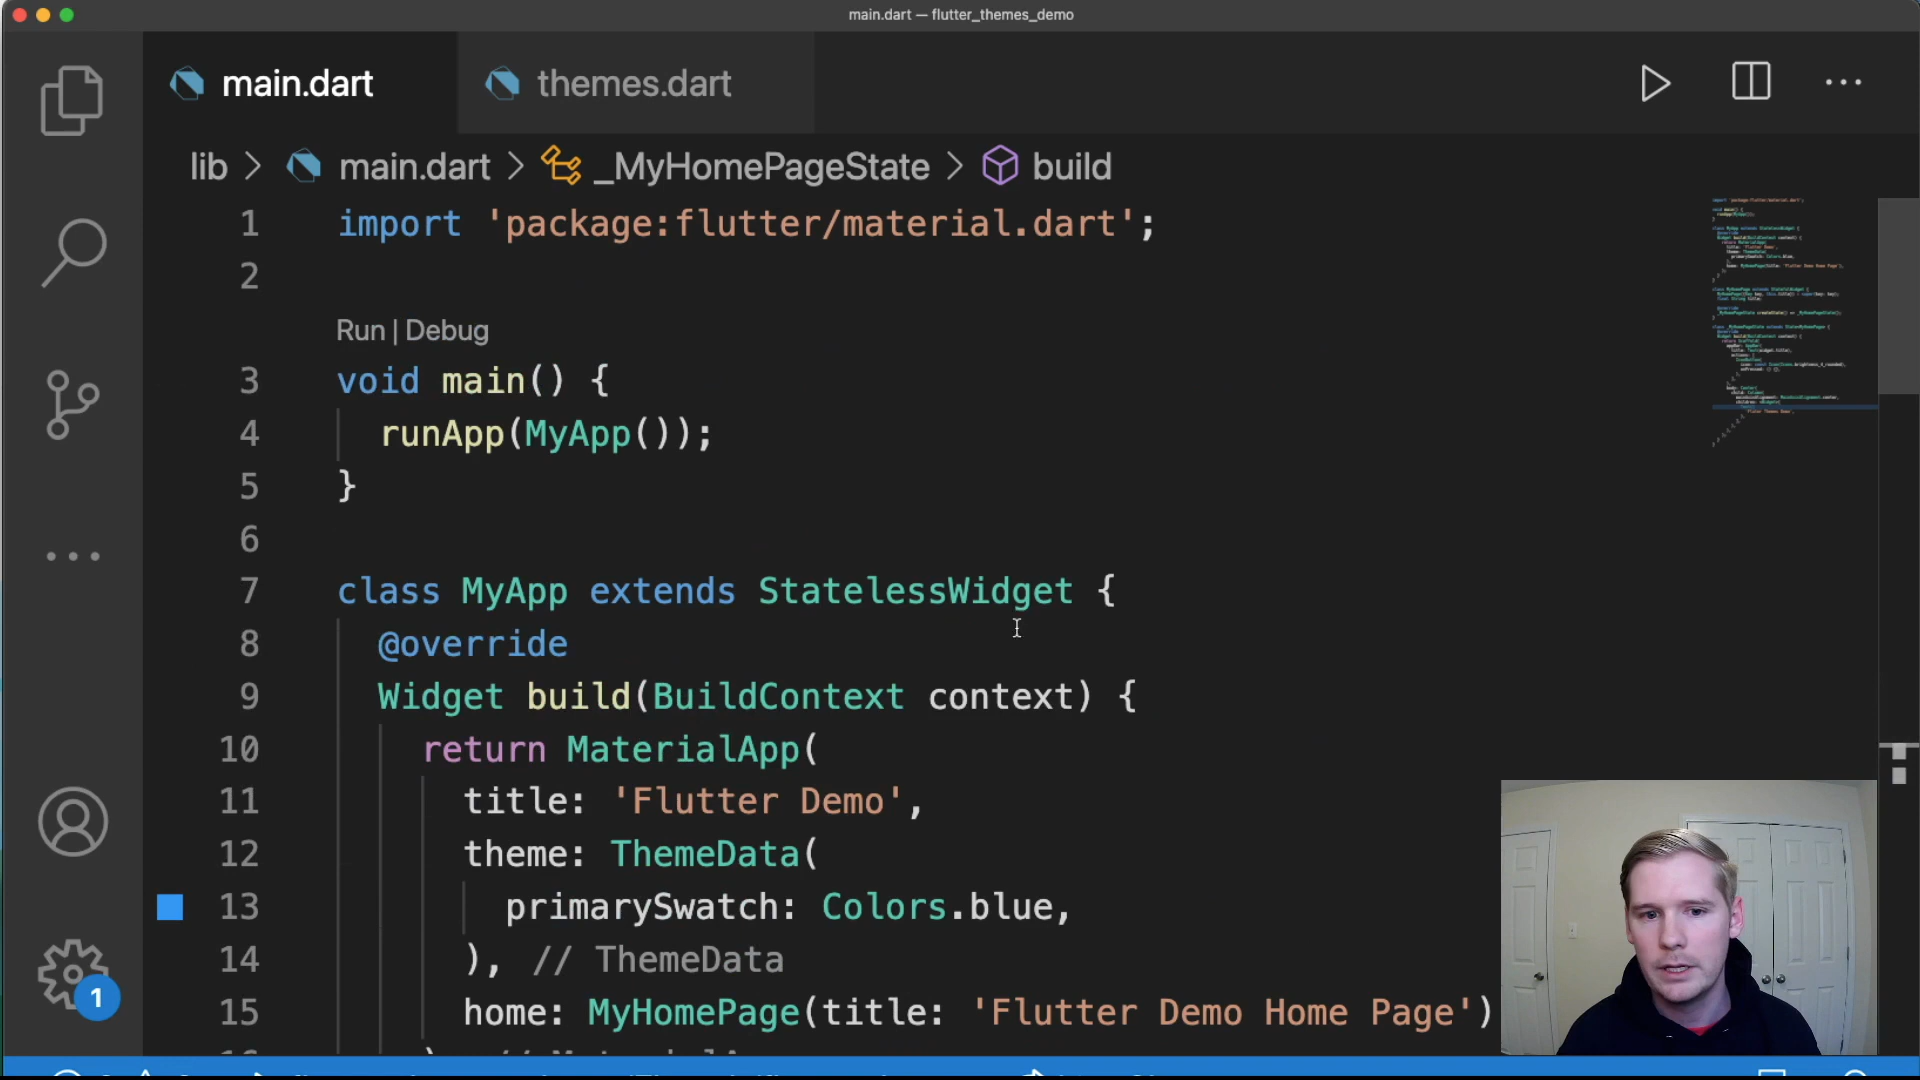 main.dart — flutter_themes_demo
main.dart themes.dart
lib > main.dart > _MyHomePageState > build
1 import 'package:flutter/material.dart';
2
Run | Debug
3 void main() {
4 runApp(MyApp());
5 }
6
7 class MyApp extends StatelessWidget {
8 @override
9 Widget build(BuildContext context) {
10 return MaterialApp(
11 title: 'Flutter Demo',
12 theme: ThemeData(
13 primarySwatch: Colors.blue,
14 ), // ThemeData
15 home: MyHomePage(title: 'Flutter Demo Home Page')
1